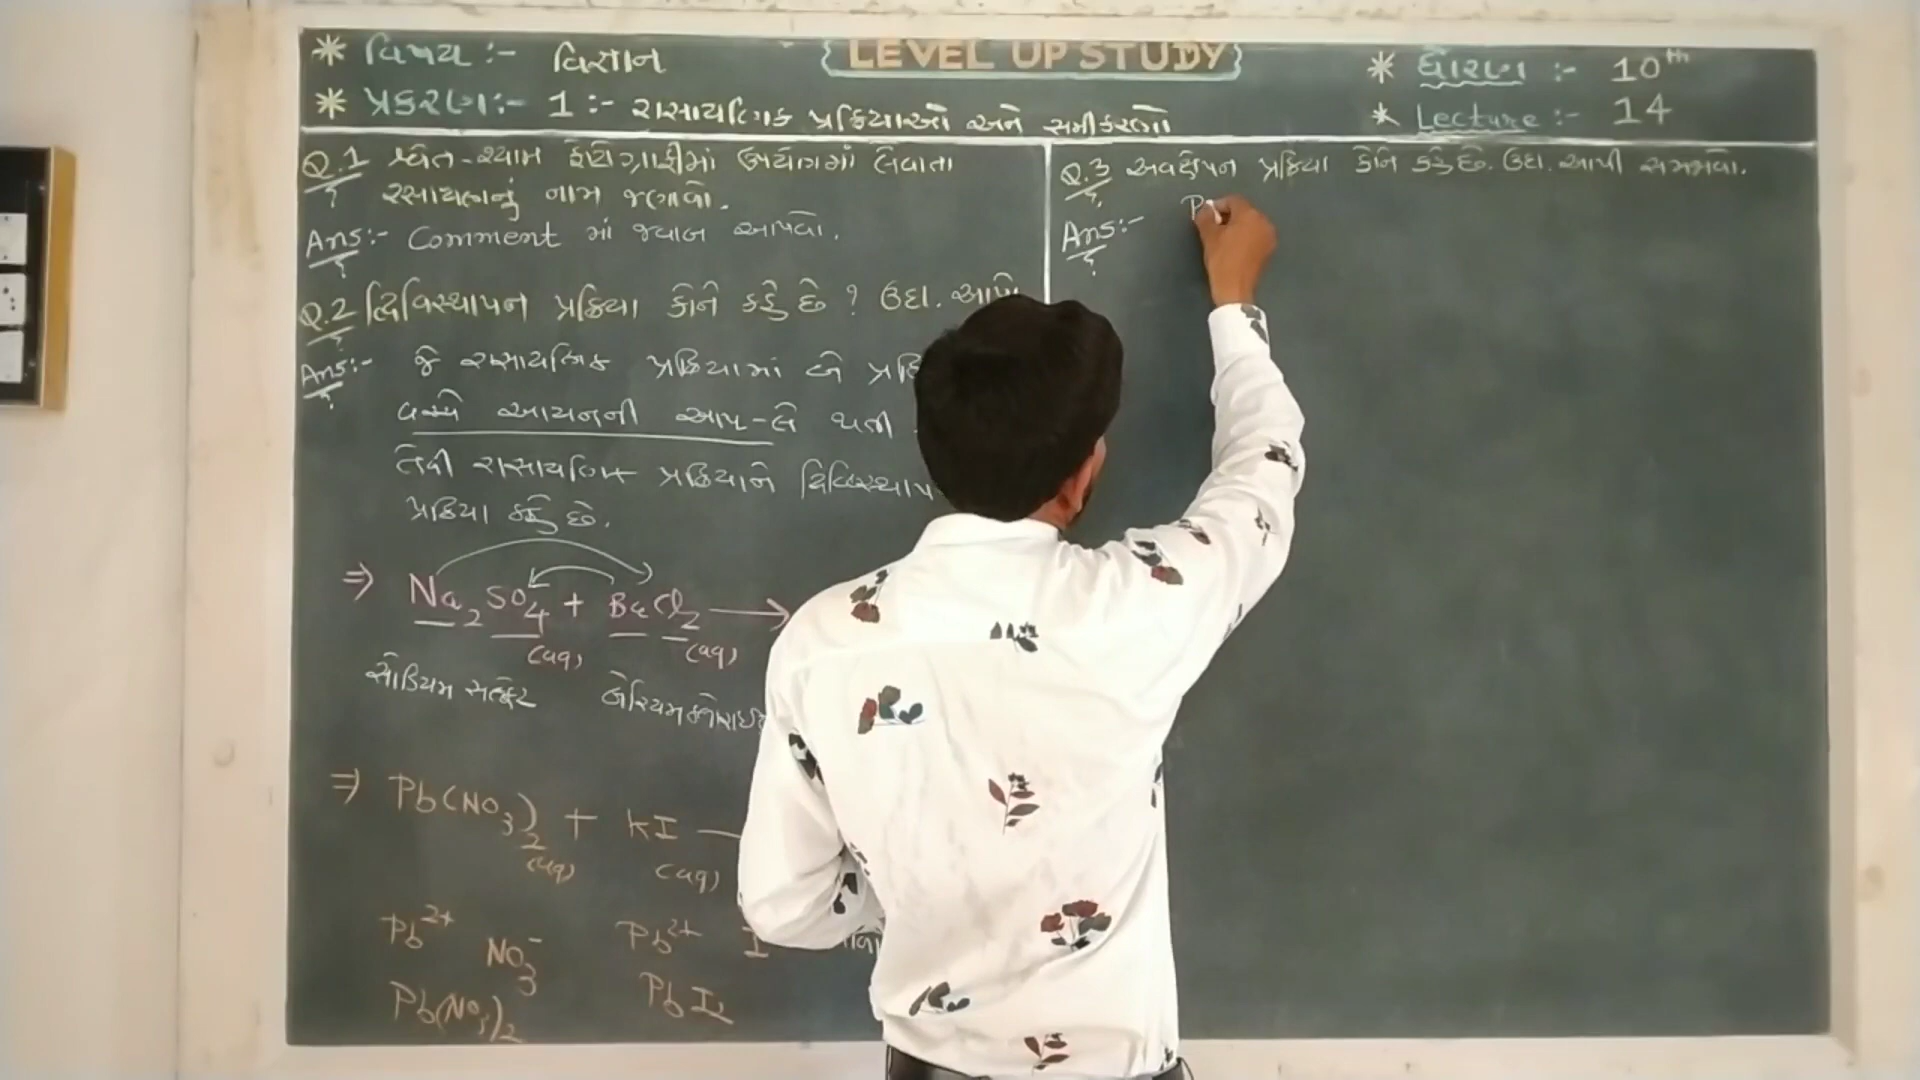 * વિષય :- વિજ્ઞાન
LEVEL UP STUDY
* ધોરણ :- 10th
* પ્રકરણ :- 1 :- રાસાયણિક પ્રક્રિયાઓ અને સમીકરણો
* Lecture :- 14
Q.1 શ્વેત-શ્યામ ફોટોગ્રાફીમાં ઉપયોગમાં લેવાતા
રસાયણનું નામ જણાવો.
Ans:- Comment માં જવાબ આપવો.
Q.2 દ્વિવિસ્થાપન પ્રક્રિયા કોને કહે છે ? ઉદા. આપી
Ans:- જે રાસાયણિક પ્રક્રિયામાં બે
વચ્ચે આયનની આપ-લે થતી
તેવી રાસાયણિક પ્રક્રિયાને
પ્રક્રિયા કહે છે.
⇒ Na2SO4 + BaCl2 →
(aq) (aq)
સોડિયમ સલ્ફેટ બેરિયમ ક્લોરાઈડ
⇒ Pb(NO3)2 + KI —
(aq) (aq)
Pb2+ NO3- Pb2+ I
Pb(NO3)2 PbI2
Q.3 અવક્ષેપન પ્રક્રિયા કોને કહે છે. ઉદા. આપી સમજાવો.
Ans:-